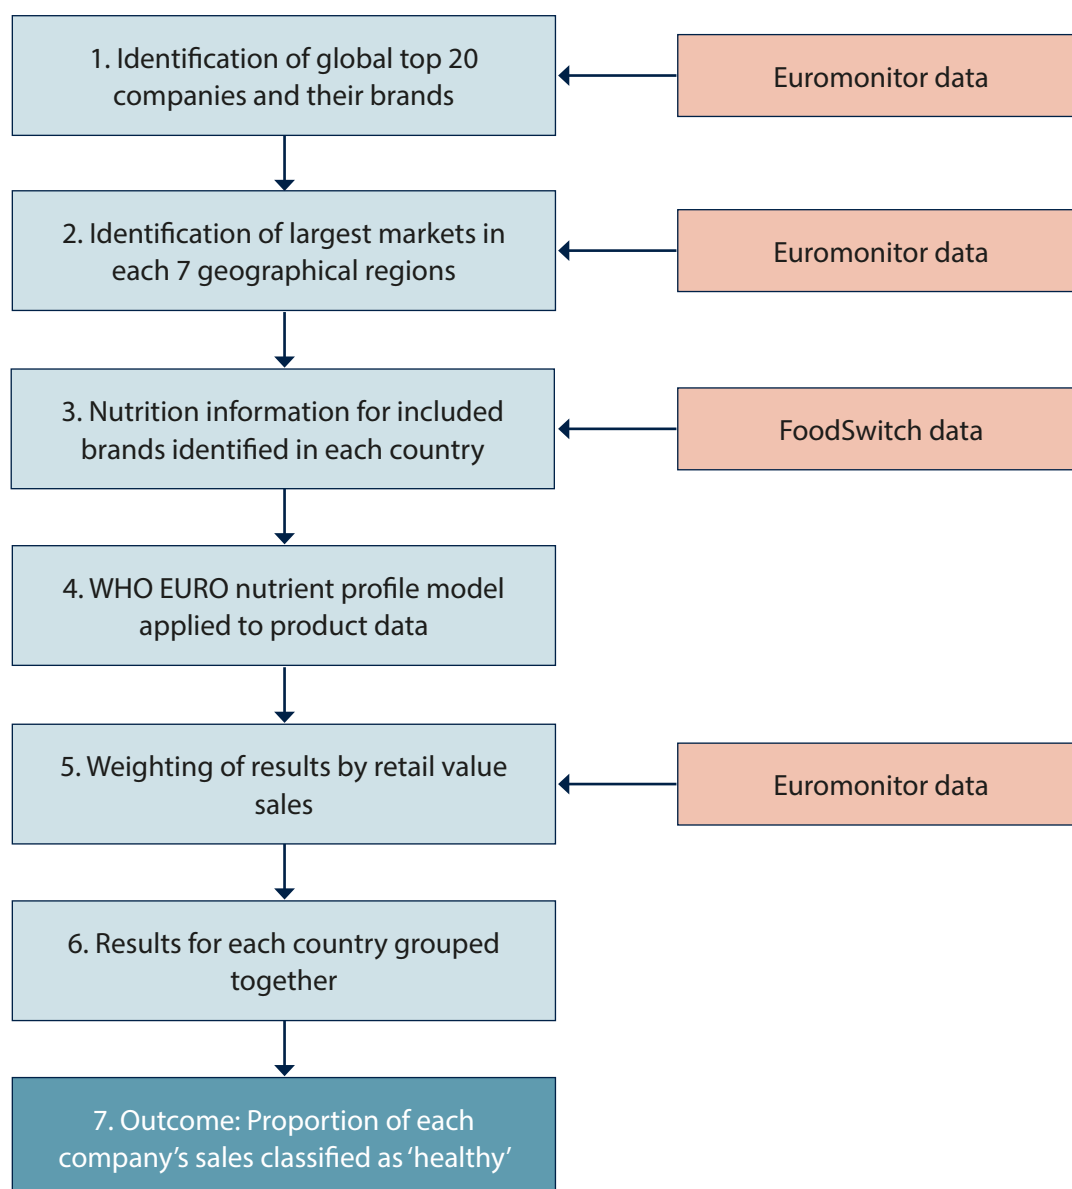 1. Identification of global top 20
companies and their brands
Euromonitor data
2. Identification of largest markets in
each 7 geographical regions
Euromonitor data
3. Nutrition information for included
brands identified in each country
FoodSwitch data
4. WHO EURO nutrient profile model
applied to product data
5. Weighting of results by retail value
sales
Euromonitor data
6. Results for each country grouped
together
7. Outcome: Proportion of each
company’s sales classified as ‘healthy’